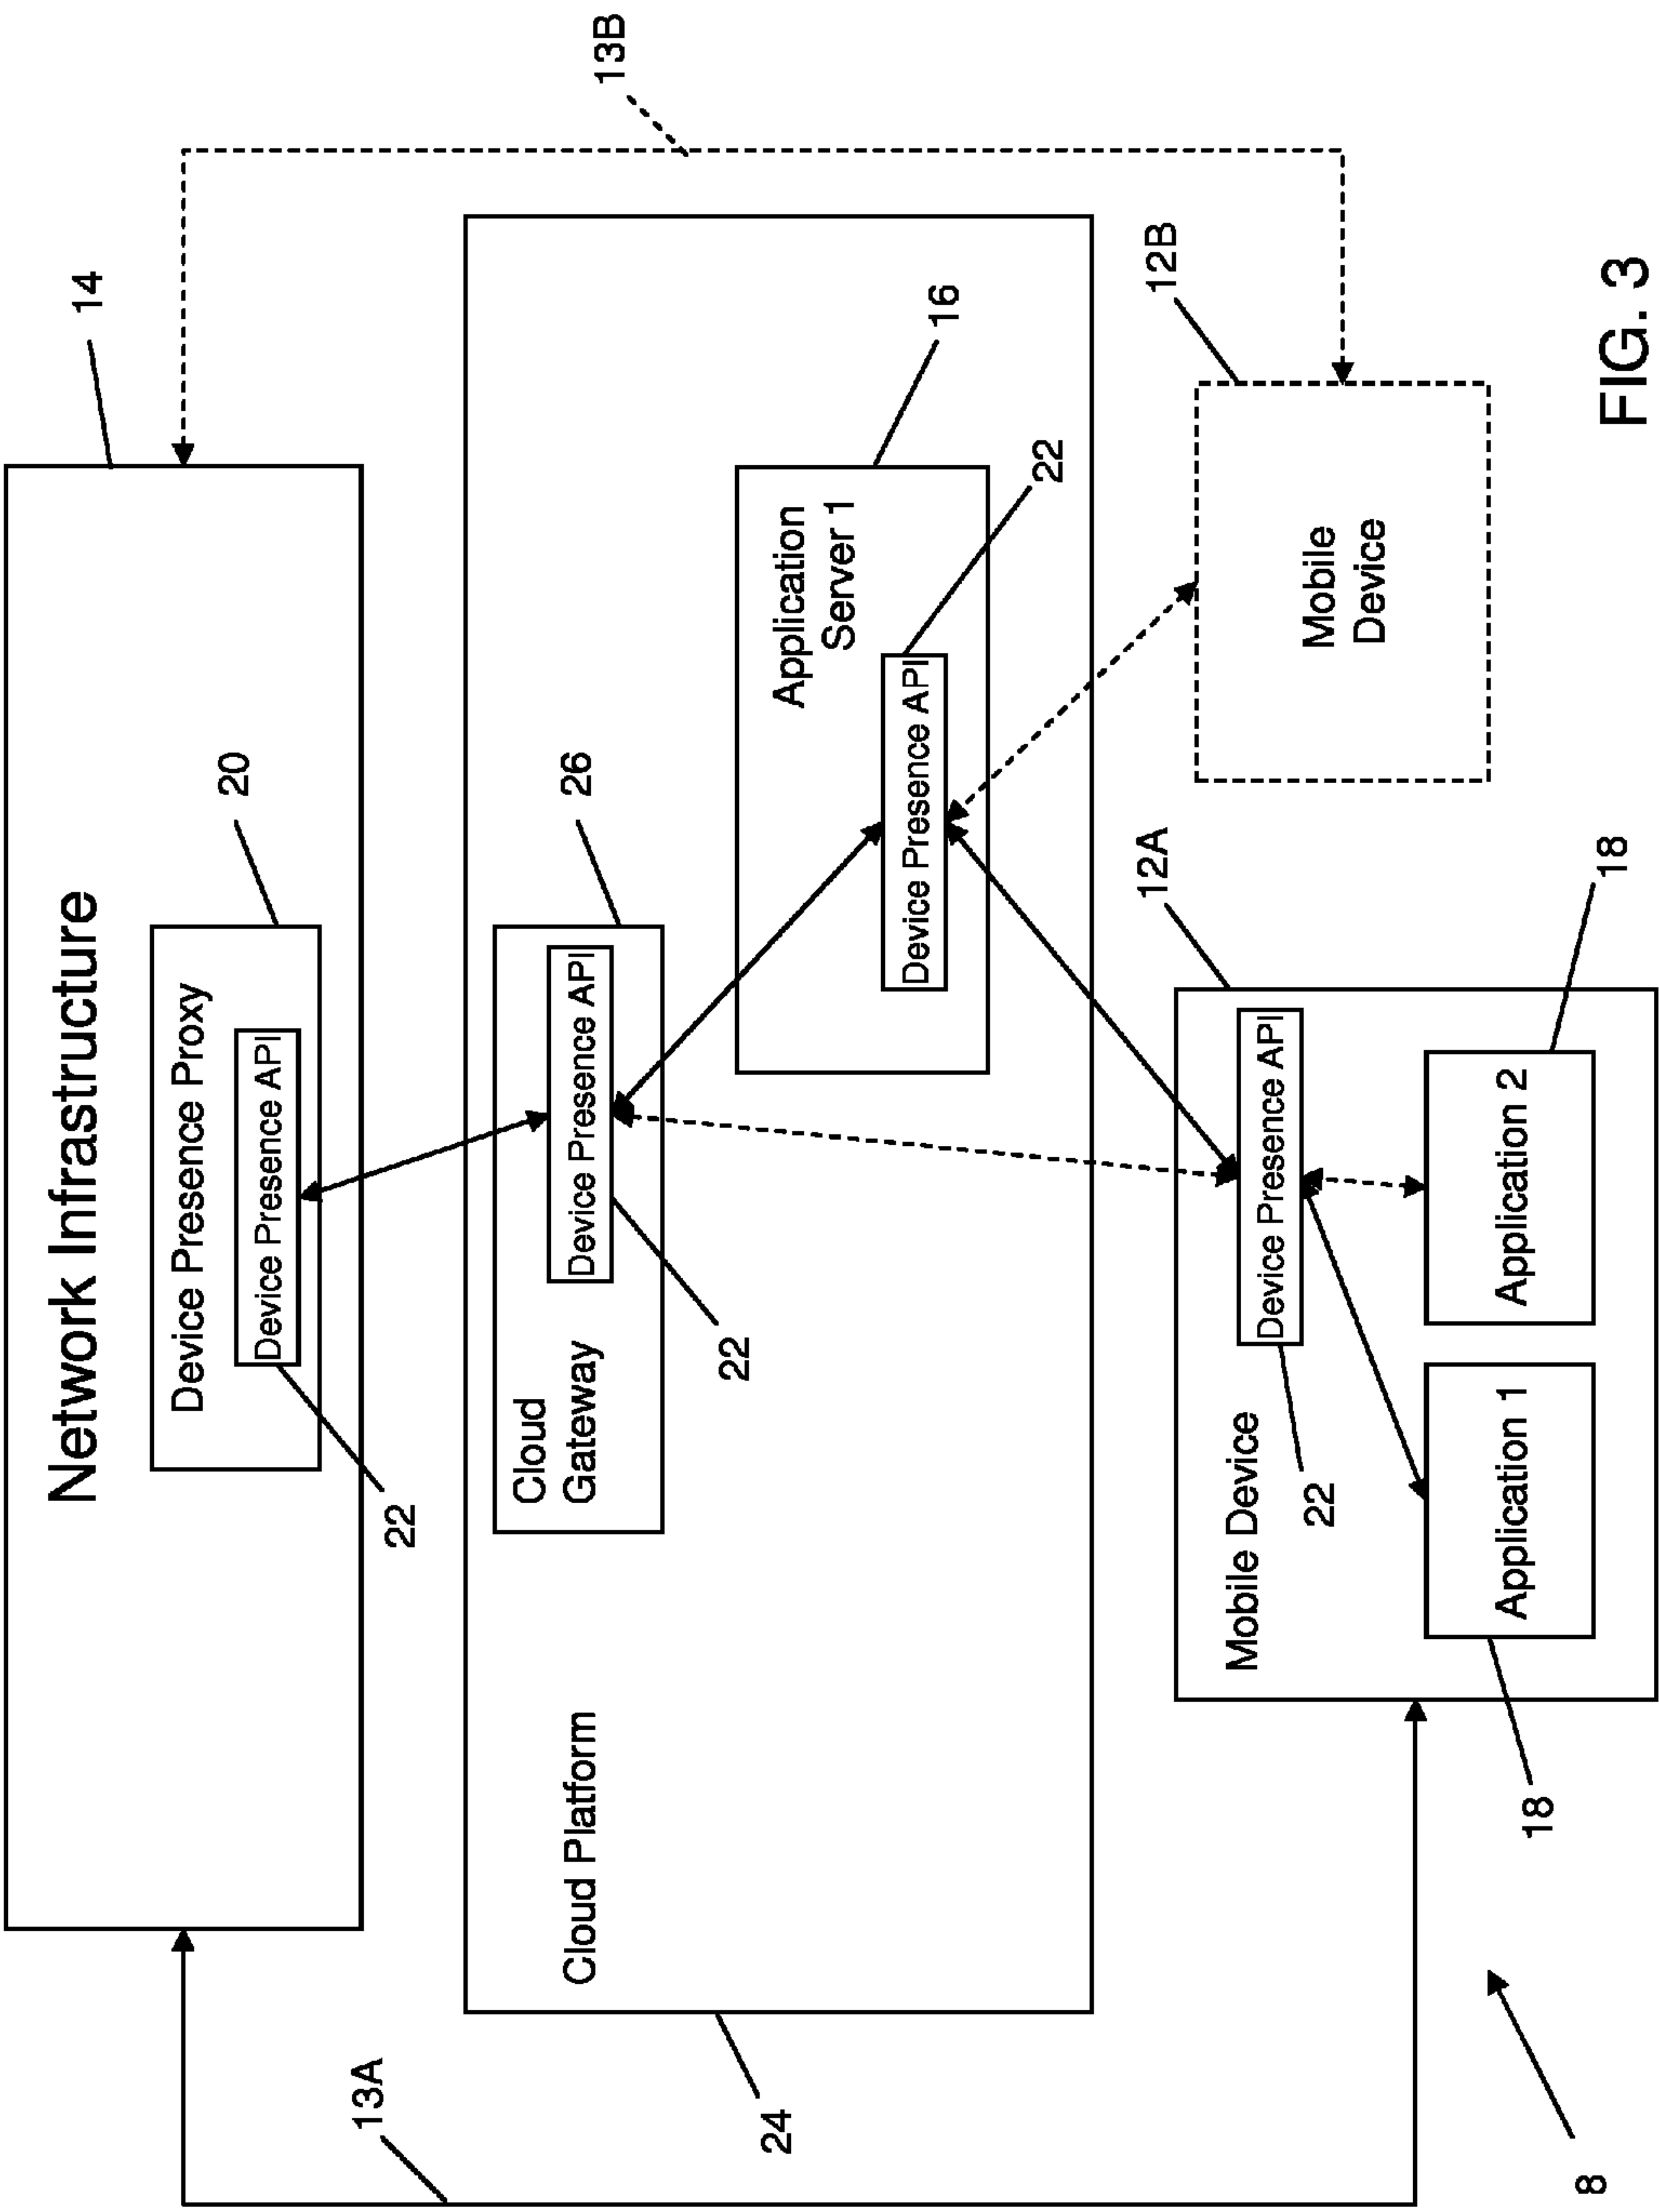 Network Infrastructure
14
Device Presence Proxy
20
Device Presence API
22
13A
13B
Cloud Platform
24
Cloud
Gateway
26
Device Presence API
22
Application
Server 1
16
Device Presence API
22
Mobile Device
12A
Device Presence API
22
Application 1
18
Application 2
18
Mobile
Device
12B
8
FIG. 3